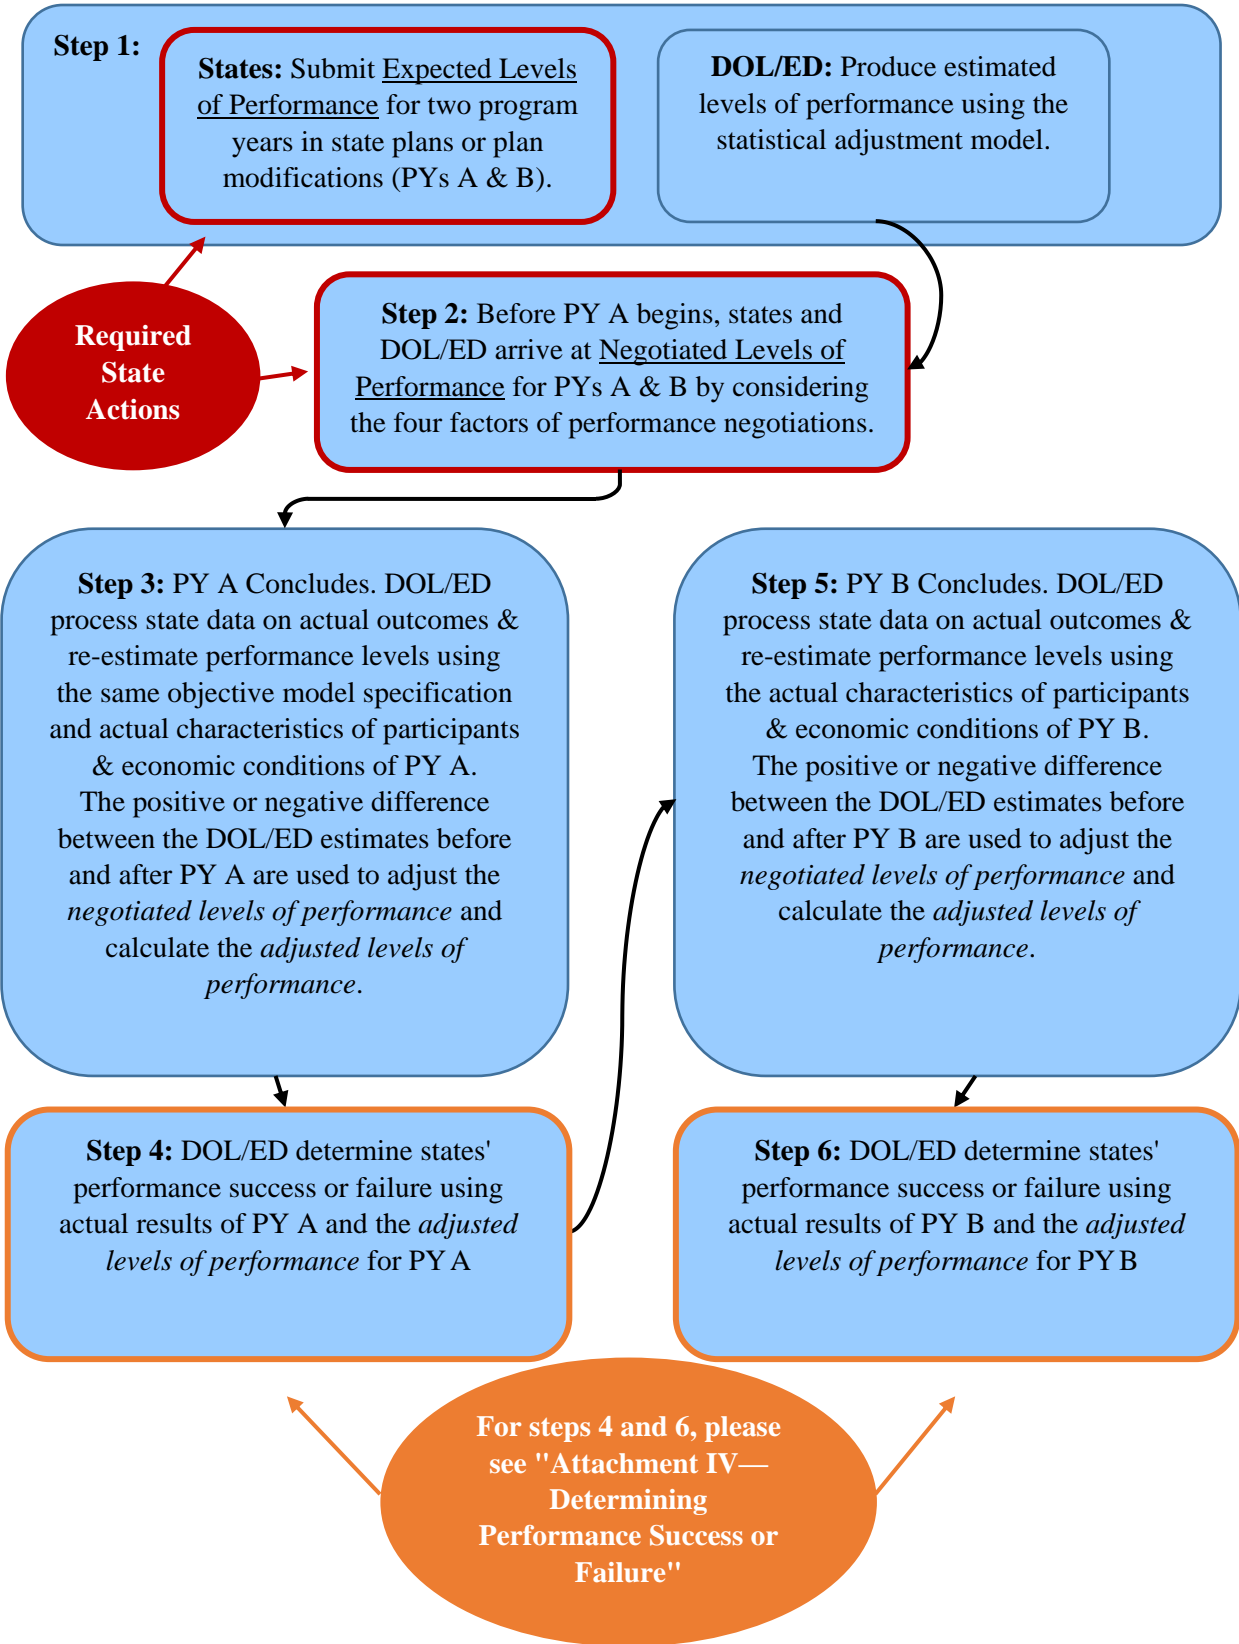 Step 1:
States: Submit Expected Levels
of Performance for two program
years in state plans or plan
modifications (PYs A & B).
DOL/ED: Produce estimated
levels of performance using the
statistical adjustment model.
Required
State
Actions
Step 2: Before PY A begins, states and
DOL/ED arrive at Negotiated Levels of
Performance for PYs A & B by considering
the four factors of performance negotiations.
Step 3: PY A Concludes. DOL/ED
process state data on actual outcomes &
re-estimate performance levels using
the same objective model specification
and actual characteristics of participants
& economic conditions of PY A.
The positive or negative difference
between the DOL/ED estimates before
and after PY A are used to adjust the
negotiated levels of performance and
calculate the adjusted levels of
performance.
Step 4: DOL/ED determine states'
performance success or failure using
actual results of PY A and the adjusted
levels of performance for PY A
Step 5: PY B Concludes. DOL/ED
process state data on actual outcomes &
re-estimate performance levels using
the actual characteristics of participants
& economic conditions of PY B.
The positive or negative difference
between the DOL/ED estimates before
and after PY B are used to adjust the
negotiated levels of performance and
calculate the adjusted levels of
performance.
Step 6: DOL/ED determine states'
performance success or failure using
actual results of PY B and the adjusted
levels of performance for PY B
For steps 4 and 6, please
see "Attachment IV—
Determining
Performance Success or
Failure"